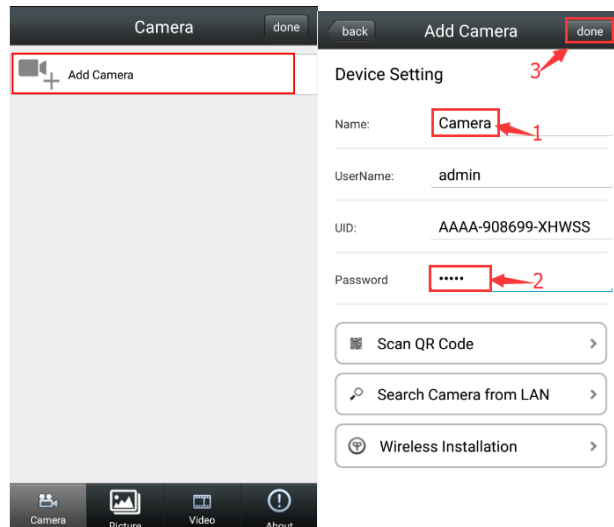 Camera
done
Add Camera
Camera
Picture
Video
About
back
Add Camera
done
3
Device Setting
Name:
Camera
1
UserName:
admin
UID:
AAAA-908699-XHWSS
Password
•••••
2
Scan QR Code
Search Camera from LAN
Wireless Installation